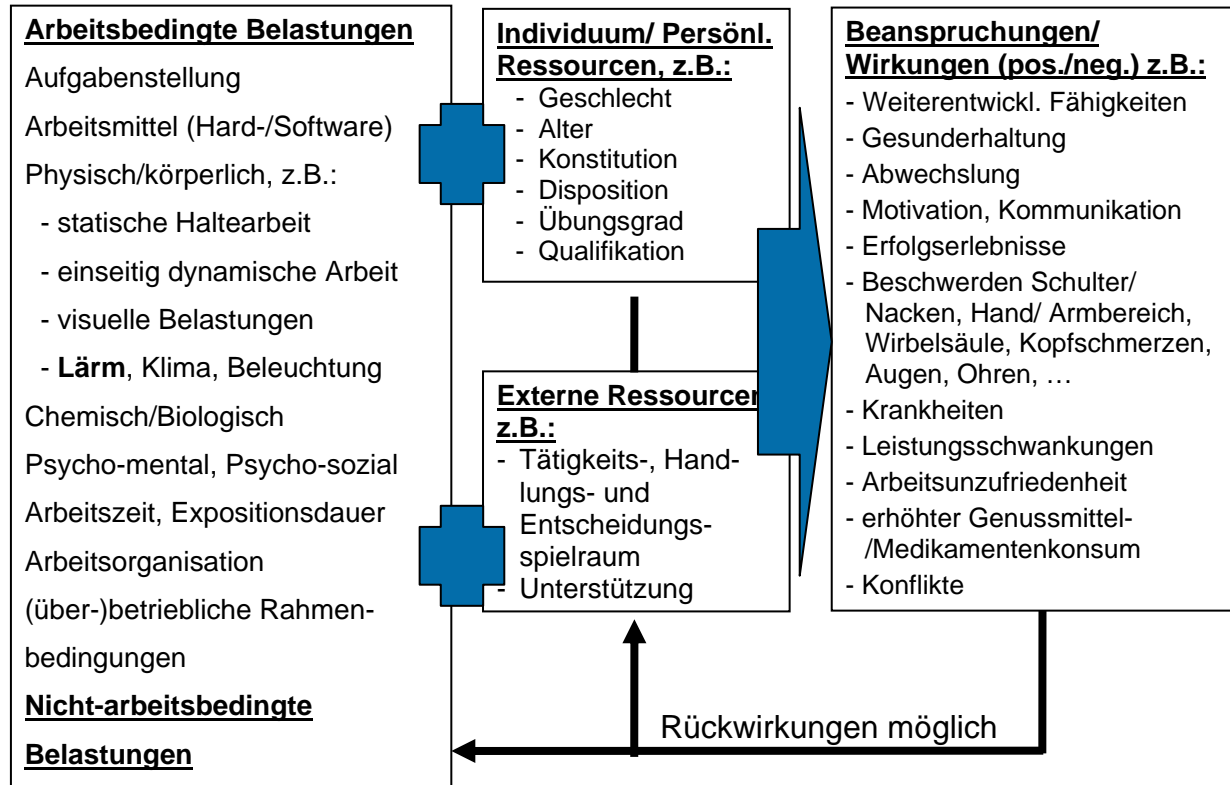 Arbeitsbedingte Belastungen
Aufgabenstellung
Arbeitsmittel (Hard-/Software)
Physisch/körperlich, z.B.:
- statische Haltearbeit
- einseitig dynamische Arbeit
- visuelle Belastungen
- Lärm, Klima, Beleuchtung
Chemisch/Biologisch
Psycho-mental, Psycho-sozial
Arbeitszeit, Expositionsdauer
Arbeitsorganisation
(über-)betriebliche Rahmen-
bedingungen
Nicht-arbeitsbedingte
Belastungen
Individuum/ Persönl.
Ressourcen, z.B.:
- Geschlecht
- Alter
- Konstitution
- Disposition
- Übungsgrad
- Qualifikation
Externe Ressourcen
z.B.:
- Tätigkeits-, Hand-
lungs- und
Entscheidungs-
spielraum
- Unterstützung
Beanspruchungen/
Wirkungen (pos./neg.) z.B.:
- Weiterentwickl. Fähigkeiten
- Gesunderhaltung
- Abwechslung
- Motivation, Kommunikation
- Erfolgserlebnisse
- Beschwerden Schulter/
Nacken, Hand/ Armbereich,
Wirbelsäule, Kopfschmerzen,
Augen, Ohren, …
- Krankheiten
- Leistungsschwankungen
- Arbeitsunzufriedenheit
- erhöhter Genussmittel-
/Medikamentenkonsum
- Konflikte
Rückwirkungen möglich